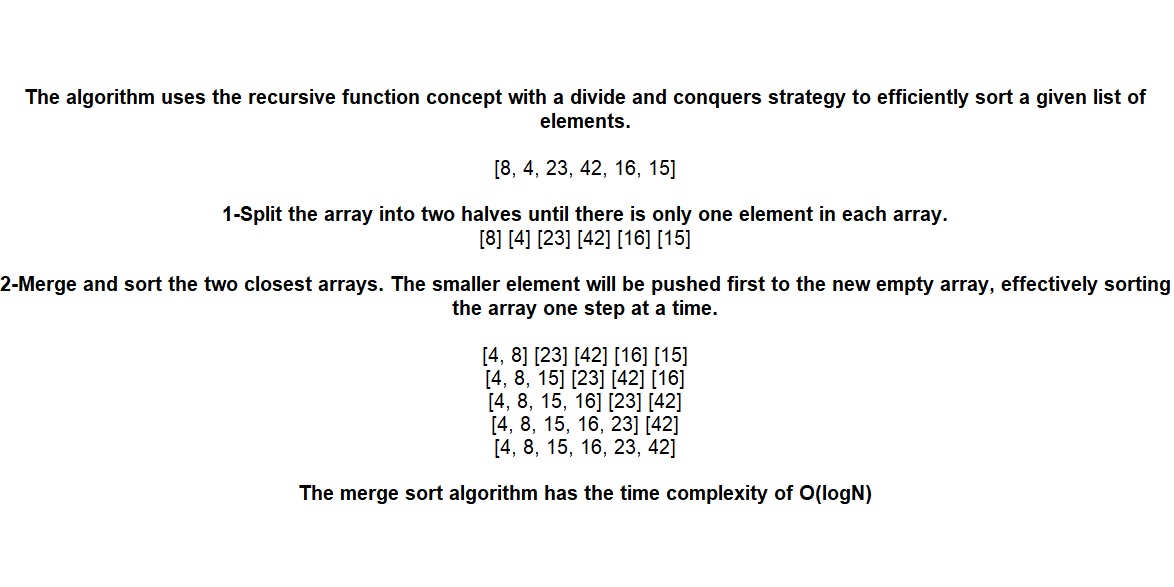 The algorithm uses the recursive function concept with a divide and conquers strategy to efficiently sort a given list of
elements.
[8, 4, 23, 42, 16, 15]
1-Split the array into two halves until there is only one element in each array.
[8] [4] [23] [42] [16] [15]
2-Merge and sort the two closest arrays. The smaller element will be pushed first to the new empty array, effectively sorting
the array one step at a time.
[4, 8] [23] [42] [16] [15]
[4, 8, 15] [23] [42] [16]
[4, 8, 15, 16] [23] [42]
[4, 8, 15, 16, 23] [42]
[4, 8, 15, 16, 23, 42]
The merge sort algorithm has the time complexity of O(logN)